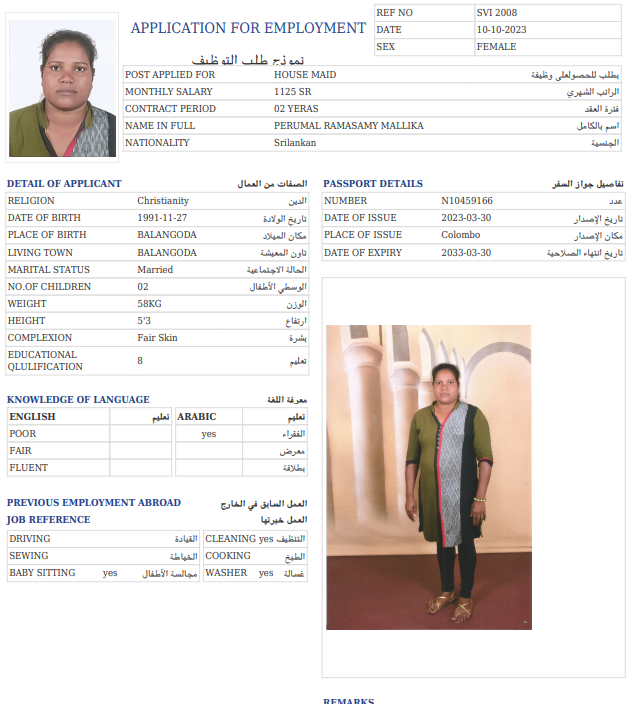 APPLICATION FOR EMPLOYMENT
نموذج طلب التوظيف
REF NO SVI 2008
DATE 10-10-2023
SEX FEMALE
POST APPLIED FOR HOUSE MAID يطلب للحصولعلى وظيفة
MONTHLY SALARY 1125 SR الراتب الشهري
CONTRACT PERIOD 02 YERAS فترة العقد
NAME IN FULL PERUMAL RAMASAMY MALLIKA اسم بالكامل
NATIONALITY Srilankan الجنسية
DETAIL OF APPLICANT الصفات من العمال
RELIGION Christianity الدين
DATE OF BIRTH 1991-11-27 تاريخ الولادة
PLACE OF BIRTH BALANGODA مكان الميلاد
LIVING TOWN BALANGODA تاون المعيشة
MARITAL STATUS Married الحالة الاجتماعية
NO.OF CHILDREN 02 الوسطي الأطفال
WEIGHT 58KG الوزن
HEIGHT 5'3 ارتفاع
COMPLEXION Fair Skin بشرة
EDUCATIONAL QLULIFICATION 8 تعليم
PASSPORT DETAILS تفاصيل جواز السفر
NUMBER N10459166 عدد
DATE OF ISSUE 2023-03-30 تاريخ الإصدار
PLACE OF ISSUE Colombo مكان الإصدار
DATE OF EXPIRY 2033-03-30 تاريخ انتهاء الصلاحية
KNOWLEDGE OF LANGUAGE معرفة اللغة
ENGLISH تعليم ARABIC تعليم
POOR yes الفقراء
FAIR معرض
FLUENT بطلاقة
PREVIOUS EMPLOYMENT ABROAD العمل السابق في الخارج
JOB REFERENCE العمل خبرتها
DRIVING القيادة CLEANING yes التنظيف
SEWING الخياطة COOKING الطبخ
BABY SITTING yes مجالسة الأطفال WASHER yes غسالة
REMARKS